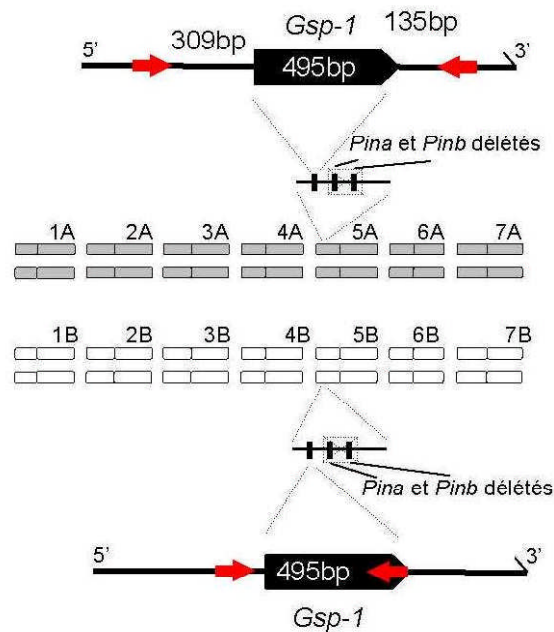 Gsp-1
309bp
135bp
5’
3’
495bp
Pina et Pinb délétés
1A 2A 3A 4A 5A 6A 7A
1B 2B 3B 4B 5B 6B 7B
Pina et Pinb délétés
5’
3’
495bp
Gsp-1